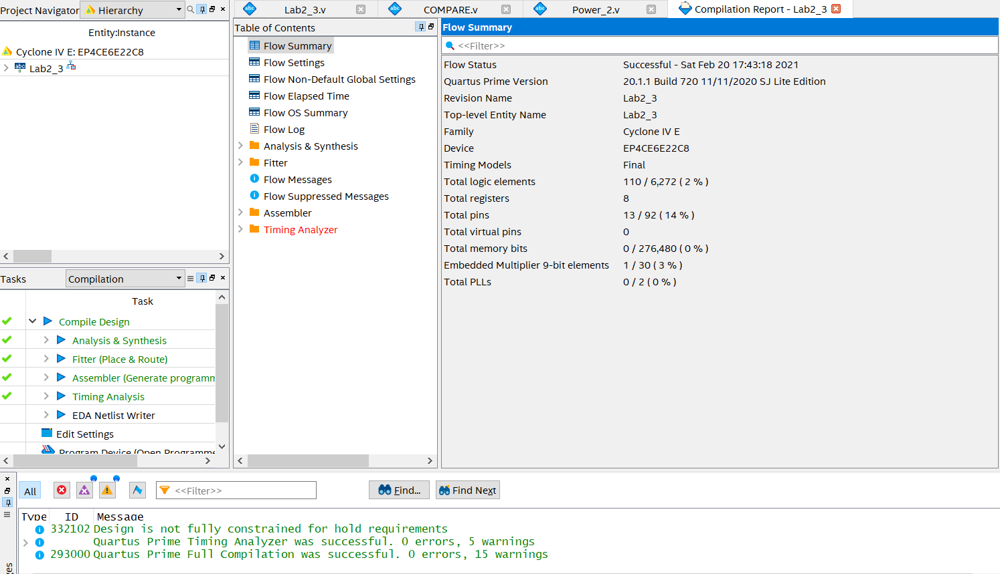 Project Navigator Hierarchy
Entity:Instance
Cyclone IV E: EP4CE6E22C8
abc Lab2_3
Tasks Compilation
Task
Compile Design
Analysis & Synthesis
Fitter (Place & Route)
Assembler (Generate programm
Timing Analysis
EDA Netlist Writer
Edit Settings
Program Device (Open Programme
abc Lab2_3.v
abc COMPARE.v
abc Power_2.v
Compilation Report - Lab2_3
Table of Contents
Flow Summary
Flow Settings
Flow Non-Default Global Settings
Flow Elapsed Time
Flow OS Summary
Flow Log
Analysis & Synthesis
Fitter
Flow Messages
Flow Suppressed Messages
Assembler
Timing Analyzer
Flow Summary
<<Filter>>
Flow Status Successful - Sat Feb 20 17:43:18 2021
Quartus Prime Version 20.1.1 Build 720 11/11/2020 SJ Lite Edition
Revision Name Lab2_3
Top-level Entity Name Lab2_3
Family Cyclone IV E
Device EP4CE6E22C8
Timing Models Final
Total logic elements 110 / 6,272 ( 2 % )
Total registers 8
Total pins 13 / 92 ( 14 % )
Total virtual pins 0
Total memory bits 0 / 276,480 ( 0 % )
Embedded Multiplier 9-bit elements 1 / 30 ( 3 % )
Total PLLs 0 / 2 ( 0 % )
All <<Filter>> Find... Find Next
Type ID Message
332102 Design is not fully constrained for hold requirements
Quartus Prime Timing Analyzer was successful. 0 errors, 5 warnings
293000 Quartus Prime Full Compilation was successful. 0 errors, 15 warnings